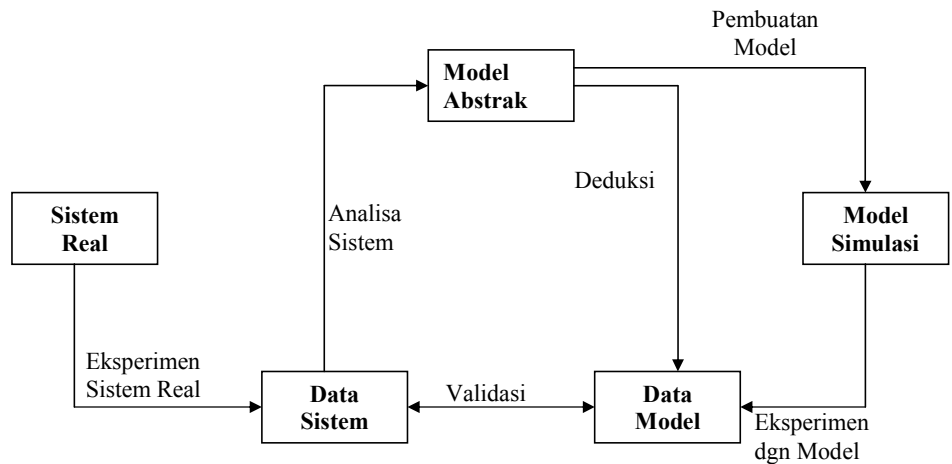 Pembuatan
Model
Model
Abstrak
Deduksi
Sistem
Real
Analisa
Sistem
Model
Simulasi
Eksperimen
Sistem Real
Data
Sistem
Validasi
Data
Model
Eksperimen
dgn Model